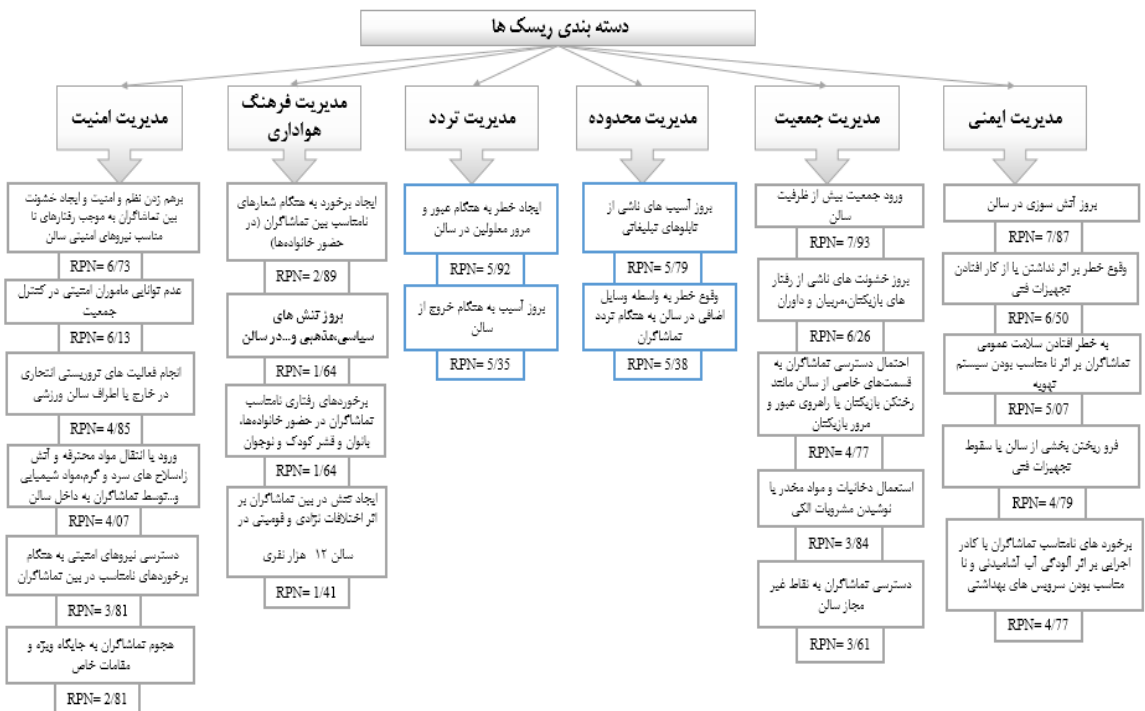 دسته بندی ریسک ها
مدیریت ایمنی
بروز آتش سوزی در سالن
RPN= 7/87
وقوع خطر بر اثر نداشتن یا از کار افتادن
تجهیزات فنی
RPN= 6/50
به خطر افتادن سلامت عمومی
تماشاگران بر اثر نا مناسب بودن سیستم
تهویه
RPN= 5/07
فرو ریختن بخشی از سالن یا سقوط
تجهیزات فنی
RPN= 4/79
برخورد های نامناسب تماشاگران با کادر
اجرایی بر اثر آلودگی آب آشامیدنی و نا
مناسب بودن سرویس های بهداشتی
RPN= 4/77
مدیریت جمعیت
ورود جمعیت بیش از ظرفیت
سالن
RPN= 7/93
بروز خشونت های ناشی از رفتار
های بازیکنان،مربیان و داوران
RPN= 6/26
احتمال دسترسی تماشاگران به
قسمت‌های خاصی از سالن مانند
رختکن بازیکنان یا راهروی عبور و
مرور بازیکنان
RPN= 4/77
استعمال دخانیات و مواد مخدر یا
نوشیدن مشروبات الکی
RPN= 3/84
دسترسی تماشاگران به نقاط غیر
مجاز سالن
RPN= 3/61
مدیریت محدوده
بروز آسیب های ناشی از
تابلوهای تبلیغاتی
RPN= 5/79
وقوع خطر به واسطه وسایل
اضافی در سالن به هنگام تردد
تماشاگران
RPN= 5/38
مدیریت تردد
ایجاد خطر به هنگام عبور و
مرور معلولین در سالن
RPN= 5/92
بروز آسیب به هنگام خروج از
سالن
RPN= 5/35
مدیریت فرهنگ
هواداری
ایجاد برخورد به هنگام شعارهای
نامناسب بین تماشاگران (در
حضور خانواده‌ها)
RPN= 2/89
بروز تنش های
سیاسی،مذهبی و...در سالن
RPN= 1/64
برخوردهای رفتاری نامناسب
تماشاگران در حضور خانواده‌ها،
بانوان و قشر کودک و نوجوان
RPN= 1/64
ایجاد تنش در بین تماشاگران بر
اثر اختلافات نژادی و قومیتی در
سالن ۱۲ هزار نفری
RPN= 1/41
مدیریت امنیت
برهم زدن نظم و امنیت و ایجاد خشونت
بین تماشاگران به موجب رفتارهای نا
مناسب نیروهای امنیتی سالن
RPN= 6/73
عدم توانایی ماموران امنیتی در کنترل
جمعیت
RPN= 6/13
انجام فعالیت های تروریستی انتحاری
در خارج یا اطراف سالن ورزشی
RPN= 4/85
ورود یا انتقال مواد محترقه و آتش
زا،سلاح های سرد و گرم،مواد شیمیایی
و...توسط تماشاگران به داخل سالن
RPN= 4/07
دسترسی نیروهای امنیتی به هنگام
برخوردهای نامناسب در بین تماشاگران
RPN= 3/81
هجوم تماشاگران به جایگاه ویژه و
مقامات خاص
RPN= 2/81